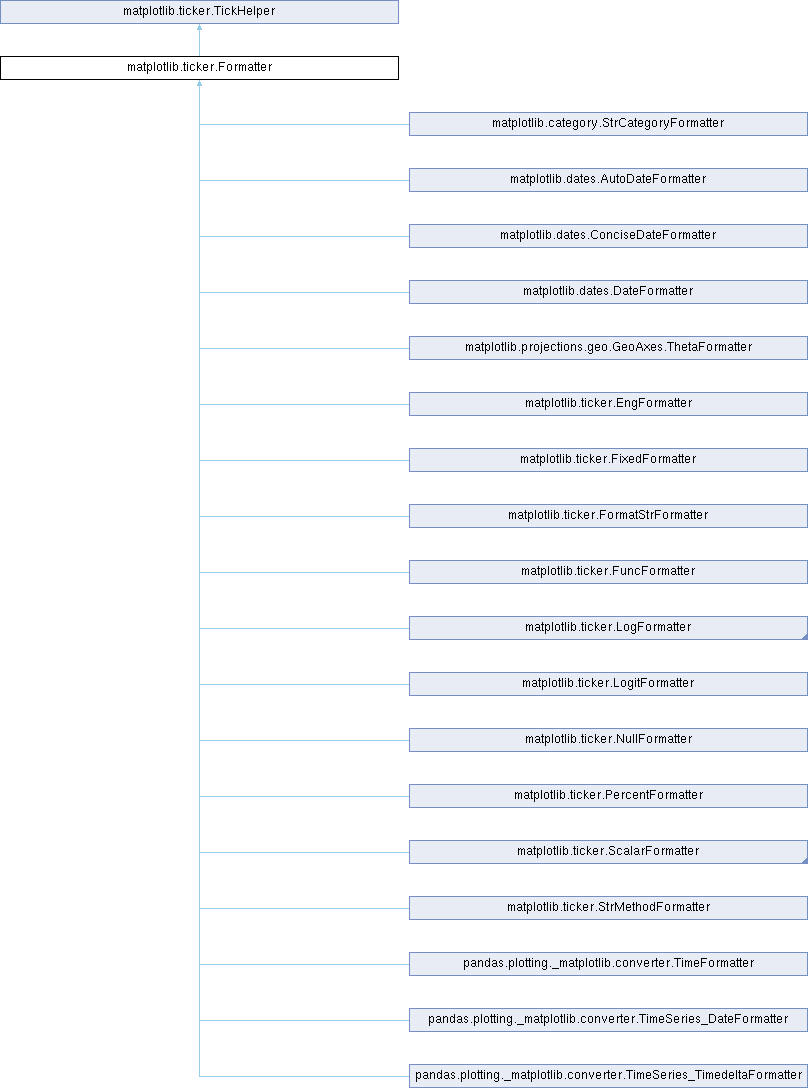 matplotlib.ticker.TickHelper
matplotlib.ticker.Formatter
matplotlib.category.StrCategoryFormatter
matplotlib.dates.AutoDateFormatter
matplotlib.dates.ConciseDateFormatter
matplotlib.dates.DateFormatter
matplotlib.projections.geo.GeoAxes.ThetaFormatter
matplotlib.ticker.EngFormatter
matplotlib.ticker.FixedFormatter
matplotlib.ticker.FormatStrFormatter
matplotlib.ticker.FuncFormatter
matplotlib.ticker.LogFormatter
matplotlib.ticker.LogitFormatter
matplotlib.ticker.NullFormatter
matplotlib.ticker.PercentFormatter
matplotlib.ticker.ScalarFormatter
matplotlib.ticker.StrMethodFormatter
pandas.plotting._matplotlib.converter.TimeFormatter
pandas.plotting._matplotlib.converter.TimeSeries_DateFormatter
pandas.plotting._matplotlib.converter.TimeSeries_TimedeltaFormatter